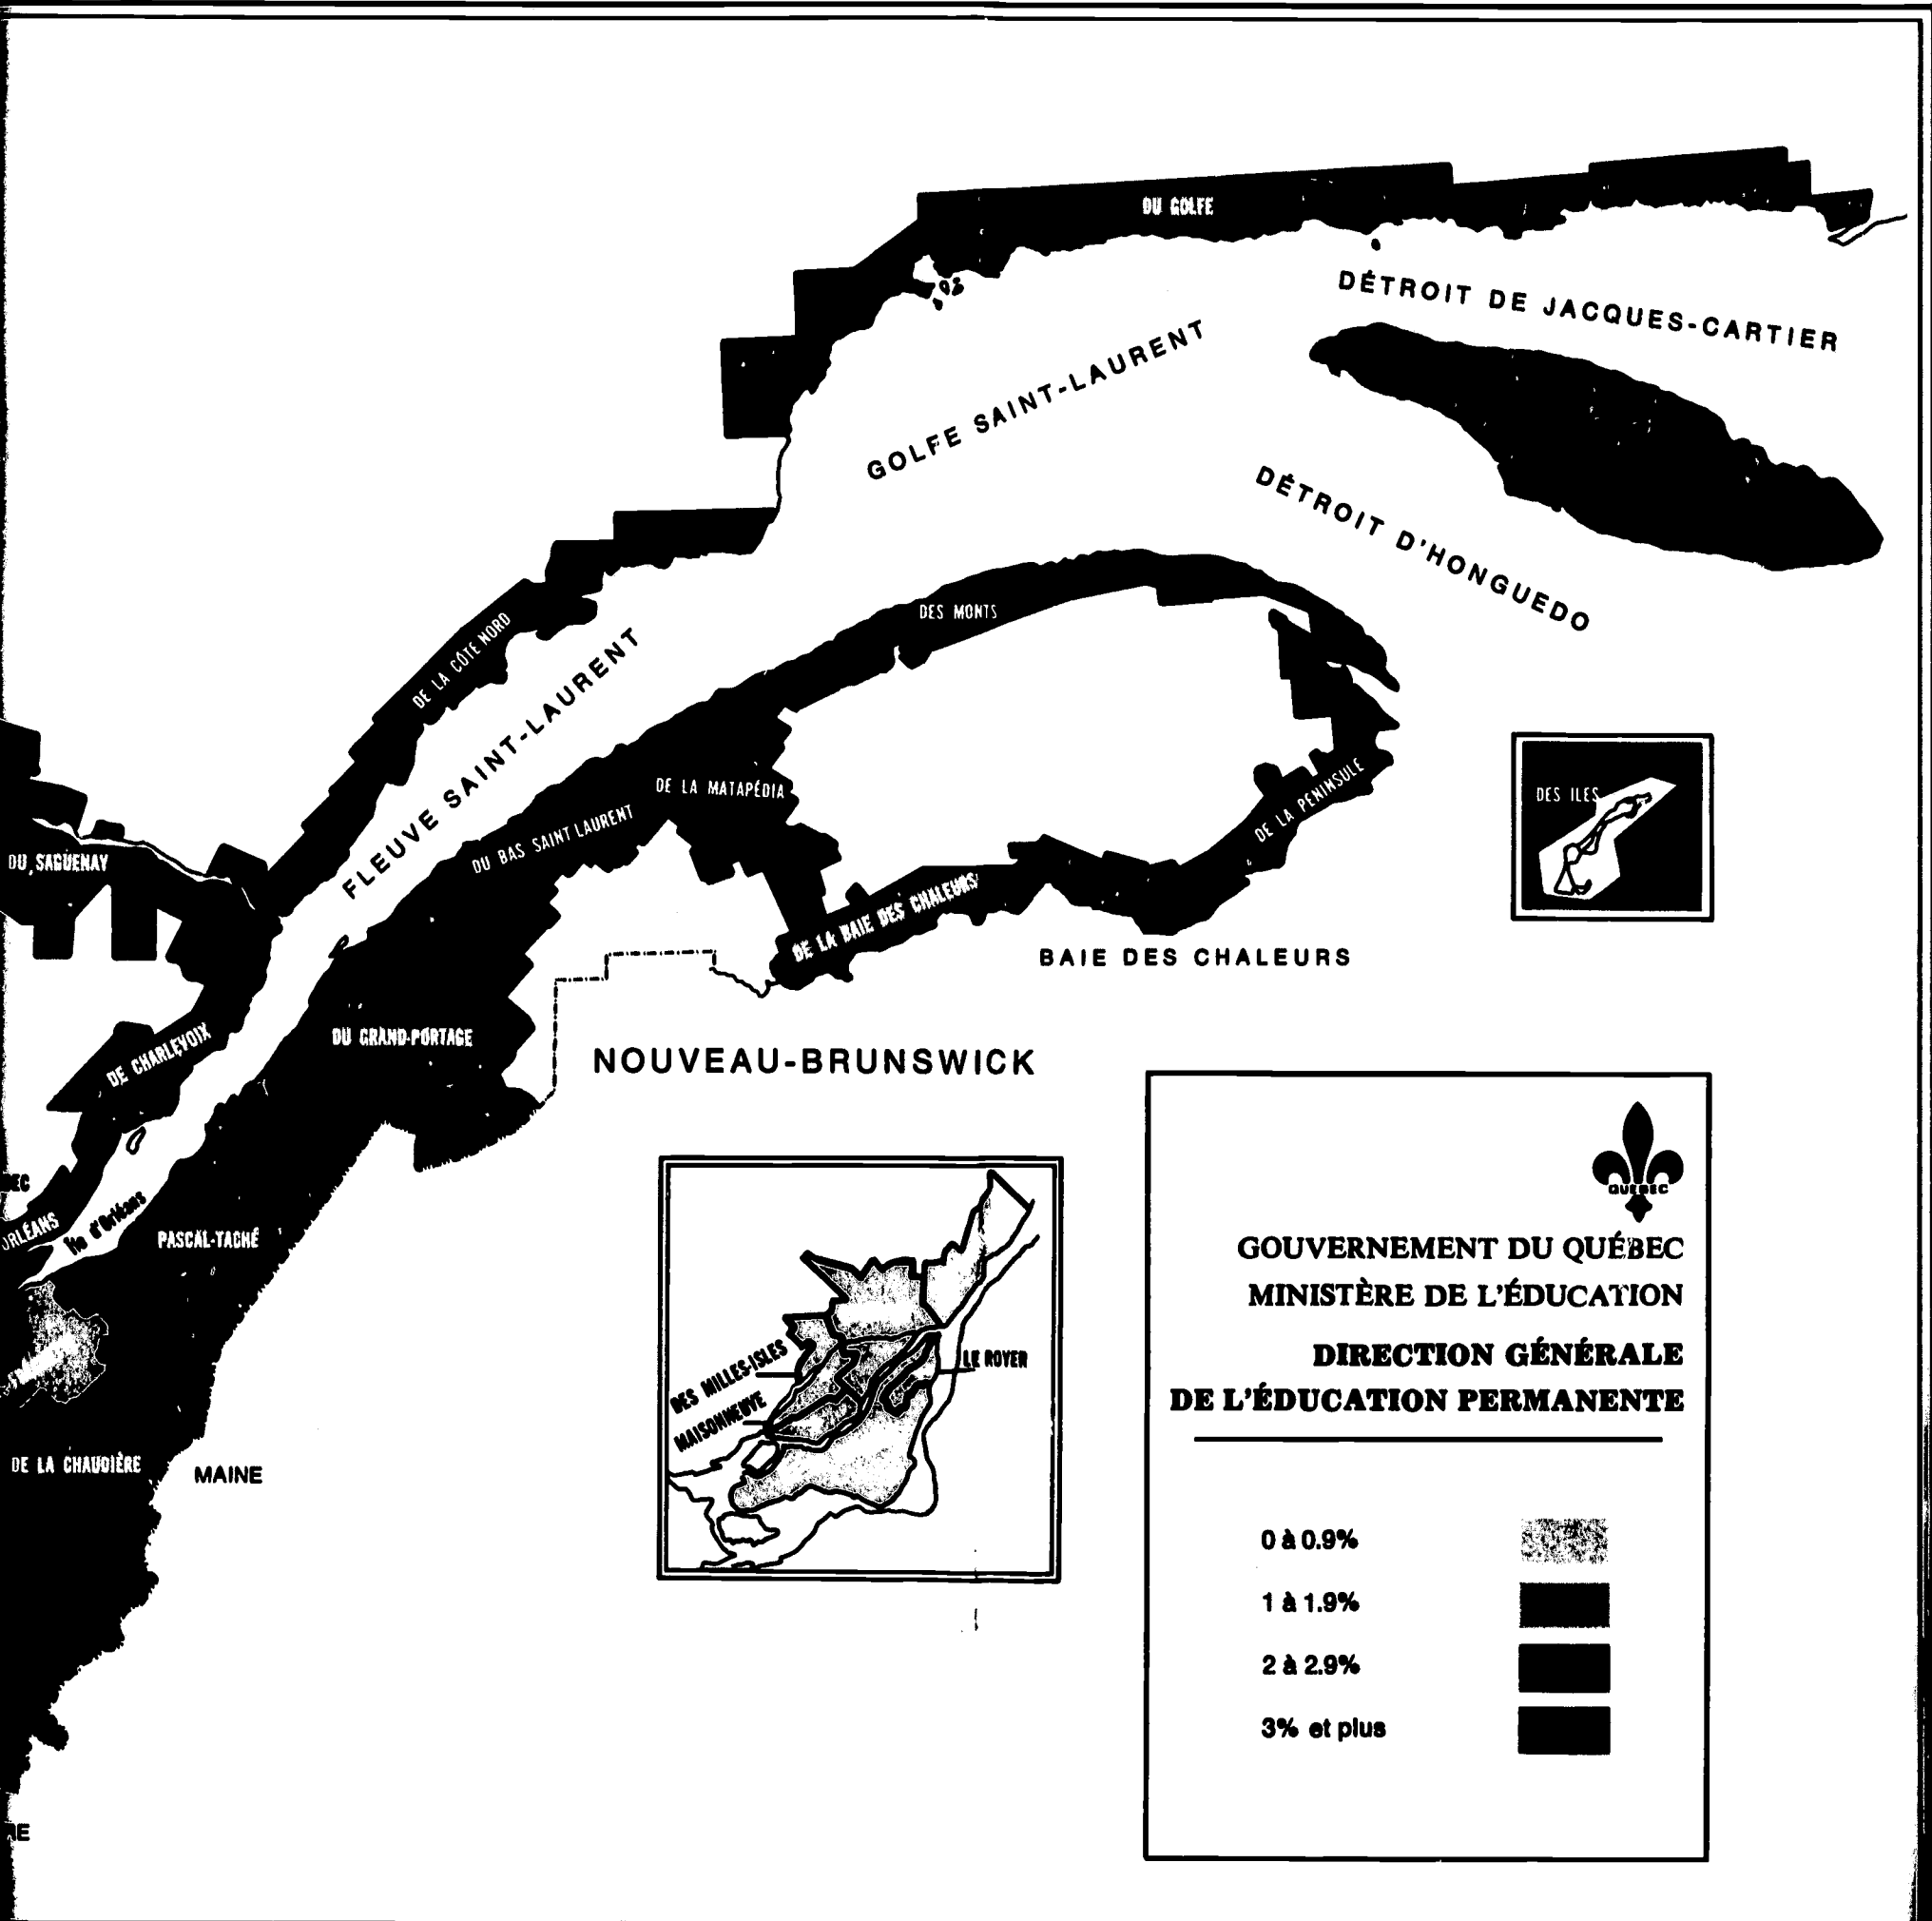 DU GOLFE
DÉTROIT DE JACQUES-CARTIER
GOLFE SAINT-LAURENT
DÉTROIT D'HONGUEDO
DE LA CÔTE NORD
DES MONTS
FLEUVE SAINT-LAURENT
DE LA MATAPÉDIA
DU BAS SAINT LAURENT
DE LA PENINSULE
DES ILES
DU SAGUENAY
DE LA BAIE DES CHALEURS
BAIE DES CHALEURS
DE CHARLEVOIX
DU GRAND-PORTAGE
NOUVEAU-BRUNSWICK
EC
ORLÉANS
Ile d'Orléans
PASCAL-TACHÉ
DES MILLES-ISLES
MAISONNEUVE
LE ROYER
DE LA CHAUDIÈRE
MAINE
QUÉBEC
GOUVERNEMENT DU QUÉBEC
MINISTÈRE DE L'ÉDUCATION
DIRECTION GÉNÉRALE
DE L'ÉDUCATION PERMANENTE
0 à 0.9%
1 à 1.9%
2 à 2.9%
3% et plus